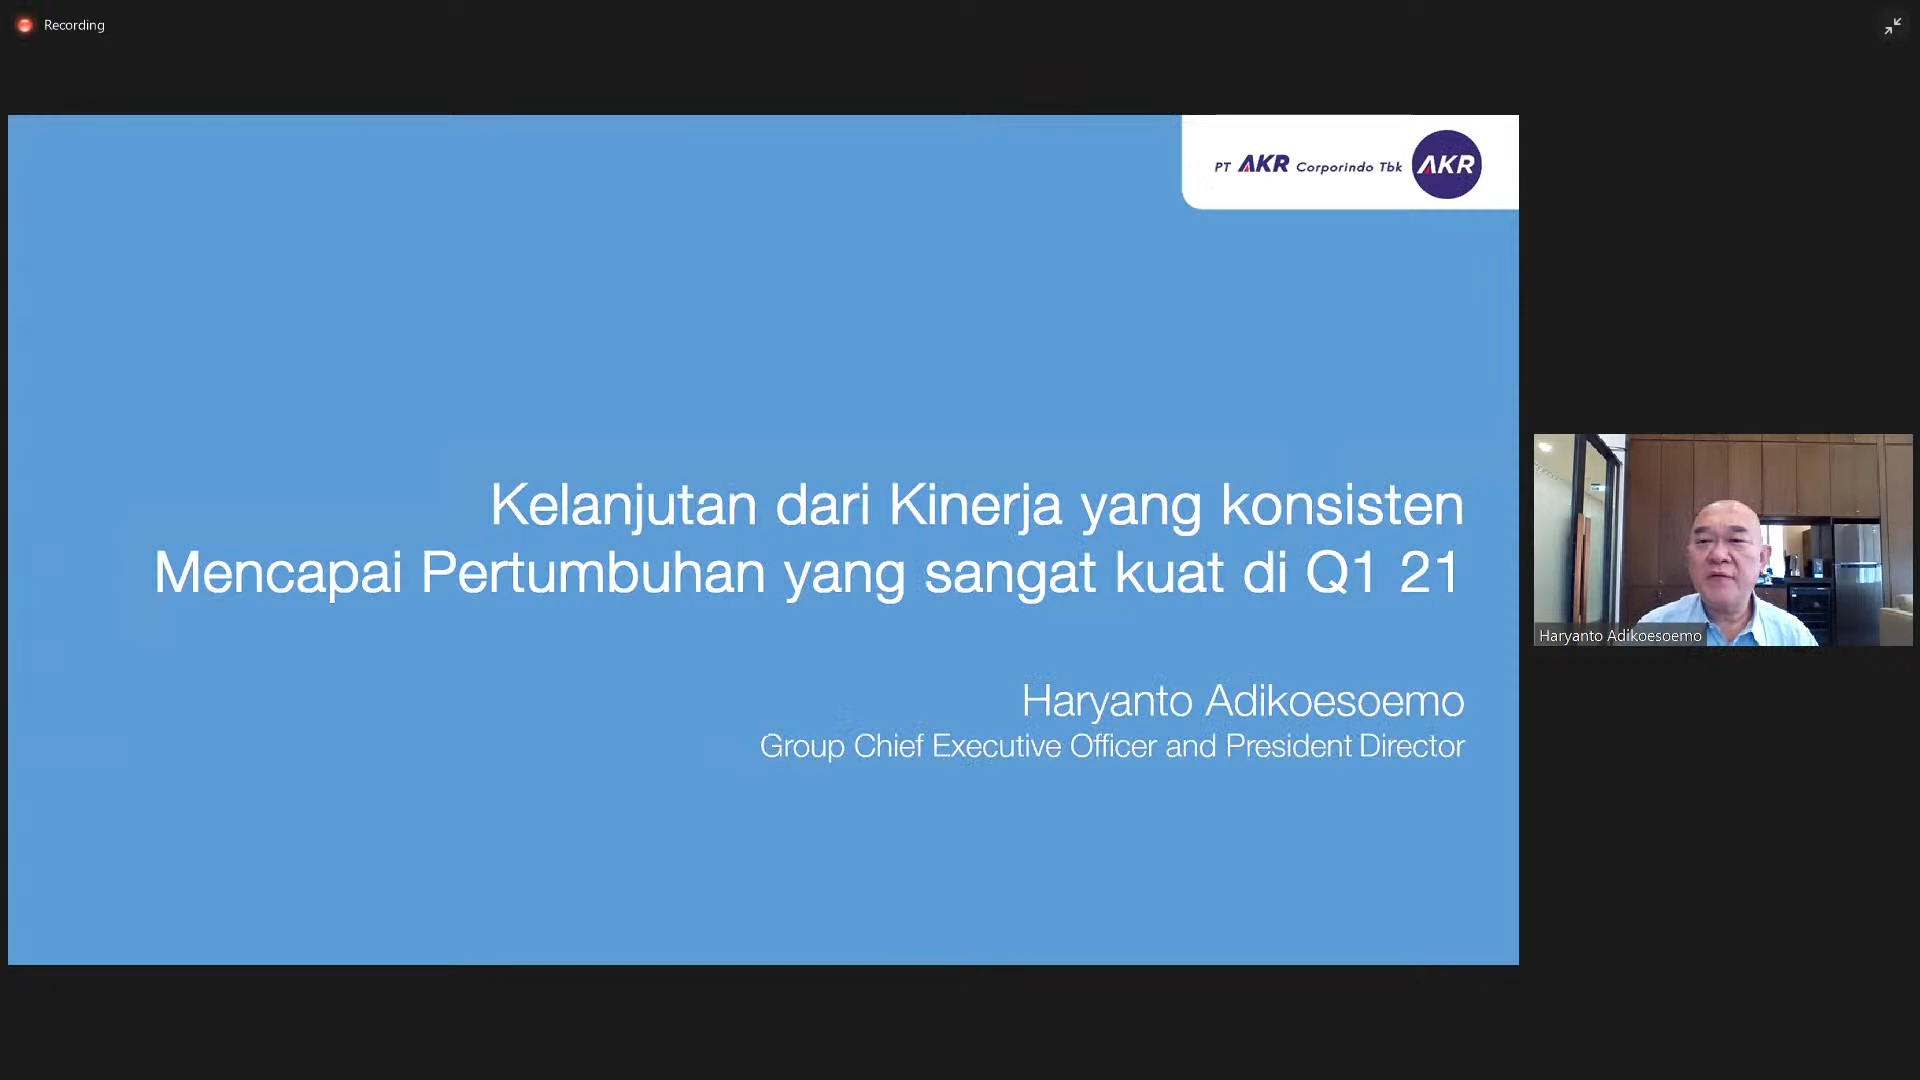 Recording
PT AKR Corporindo Tbk AKR
Kelanjutan dari Kinerja yang konsisten
Mencapai Pertumbuhan yang sangat kuat di Q1 21
Haryanto Adikoesoemo
Group Chief Executive Officer and President Director
Haryanto Adikoesoemo